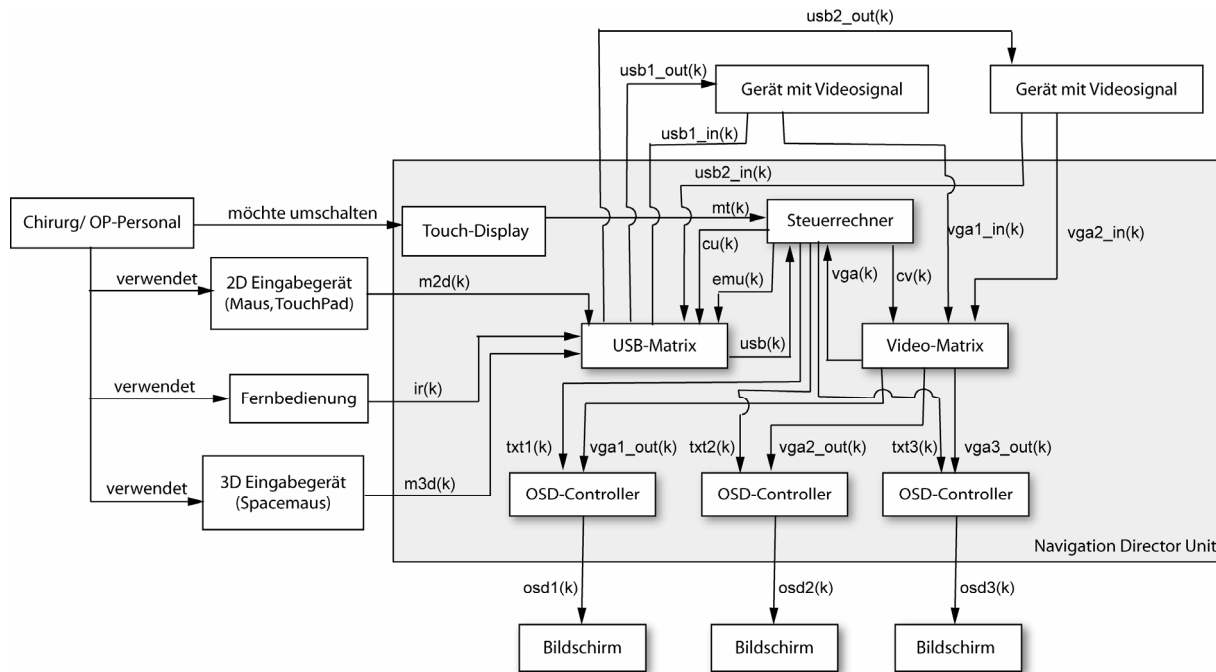 usb2_out(k)
usb1_out(k)
Gerät mit Videosignal
Gerät mit Videosignal
usb1_in(k)
usb2_in(k)
Chirurg/ OP-Personal
möchte umschalten
Touch-Display
mt(k)
Steuerrechner
vga1_in(k)
vga2_in(k)
cu(k)
verwendet
2D Eingabegerät
(Maus,TouchPad)
m2d(k)
emu(k)
vga(k)
cv(k)
USB-Matrix
usb(k)
Video-Matrix
verwendet
Fernbedienung
ir(k)
txt1(k)
vga1_out(k)
txt2(k)
vga2_out(k)
txt3(k)
vga3_out(k)
verwendet
3D Eingabegerät
(Spacemaus)
m3d(k)
OSD-Controller
OSD-Controller
OSD-Controller
Navigation Director Unit
osd1(k)
osd2(k)
osd3(k)
Bildschirm
Bildschirm
Bildschirm